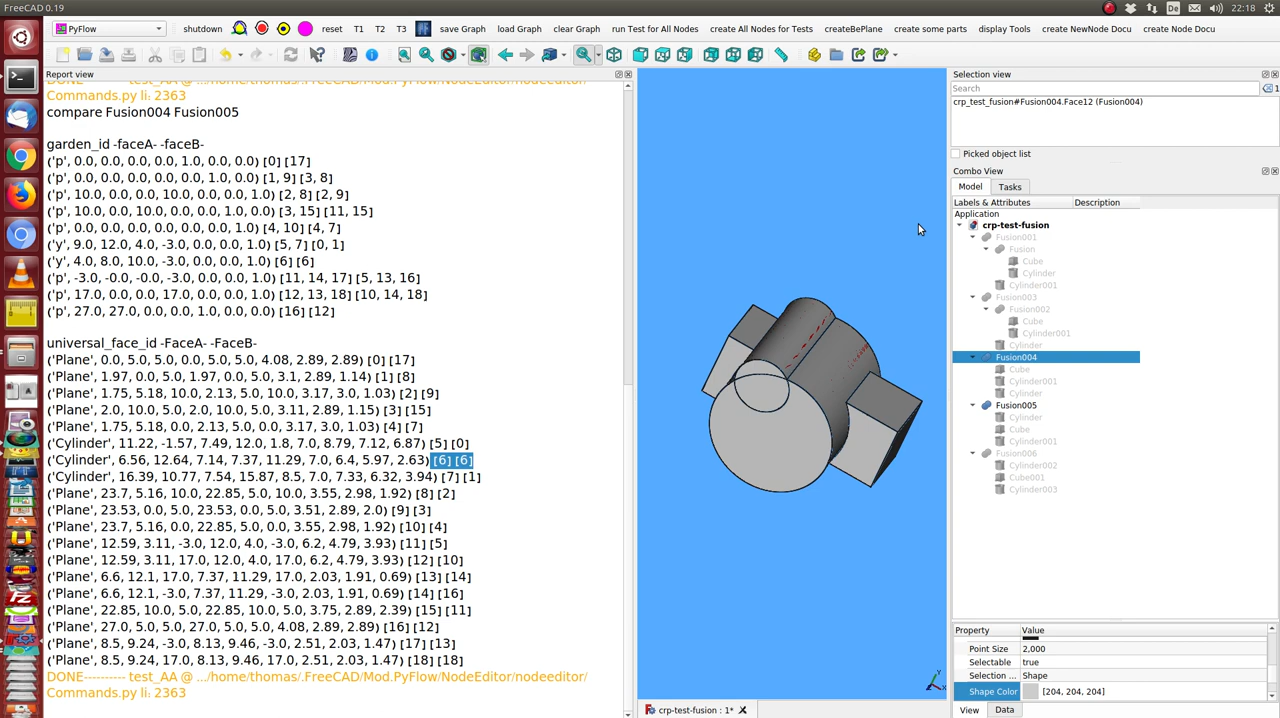 FreeCAD 0.19
De
22:18
PyFlow
shutdown
reset
T1
T2
T3
save Graph
load Graph
clear Graph
run Test for All Nodes
create All Nodes for Tests
createBePlane
create some parts
display Tools
create NewNode Docu
create Node Docu
Report view
DONE---------- test_AA @ .../home/thomas/.FreeCAD/Mod.PyFlow/NodeEditor/nodeeditor/
Commands.py li: 2363
compare Fusion004 Fusion005
garden_id -faceA- -faceB-
('p', 0.0, 0.0, 0.0, 0.0, 1.0, 0.0, 0.0) [0] [17]
('p', 0.0, 0.0, 0.0, 0.0, 0.0, 1.0, 0.0) [1, 9] [3, 8]
('p', 10.0, 0.0, 0.0, 10.0, 0.0, 0.0, 1.0) [2, 8] [2, 9]
('p', 10.0, 0.0, 10.0, 0.0, 0.0, 1.0, 0.0) [3, 15] [11, 15]
('p', 0.0, 0.0, 0.0, 0.0, 0.0, 0.0, 1.0) [4, 10] [4, 7]
('y', 9.0, 12.0, 4.0, -3.0, 0.0, 0.0, 1.0) [5, 7] [0, 1]
('y', 4.0, 8.0, 10.0, -3.0, 0.0, 0.0, 1.0) [6] [6]
('p', -3.0, -0.0, -0.0, -3.0, 0.0, 0.0, 1.0) [11, 14, 17] [5, 13, 16]
('p', 17.0, 0.0, 0.0, 17.0, 0.0, 0.0, 1.0) [12, 13, 18] [10, 14, 18]
('p', 27.0, 27.0, 0.0, 0.0, 1.0, 0.0, 0.0) [16] [12]
universal_face_id -FaceA- -FaceB-
('Plane', 0.0, 5.0, 5.0, 0.0, 5.0, 5.0, 4.08, 2.89, 2.89) [0] [17]
('Plane', 1.97, 0.0, 5.0, 1.97, 0.0, 5.0, 3.1, 2.89, 1.14) [1] [8]
('Plane', 1.75, 5.18, 10.0, 2.13, 5.0, 10.0, 3.17, 3.0, 1.03) [2] [9]
('Plane', 2.0, 10.0, 5.0, 2.0, 10.0, 5.0, 3.11, 2.89, 1.15) [3] [15]
('Plane', 1.75, 5.18, 0.0, 2.13, 5.0, 0.0, 3.17, 3.0, 1.03) [4] [7]
('Cylinder', 11.22, -1.57, 7.49, 12.0, 1.8, 7.0, 8.79, 7.12, 6.87) [5] [0]
('Cylinder', 6.56, 12.64, 7.14, 7.37, 11.29, 7.0, 6.4, 5.97, 2.63) [6] [6]
('Cylinder', 16.39, 10.77, 7.54, 15.87, 8.5, 7.0, 7.33, 6.32, 3.94) [7] [1]
('Plane', 23.7, 5.16, 10.0, 22.85, 5.0, 10.0, 3.55, 2.98, 1.92) [8] [2]
('Plane', 23.53, 0.0, 5.0, 23.53, 0.0, 5.0, 3.51, 2.89, 2.0) [9] [3]
('Plane', 23.7, 5.16, 0.0, 22.85, 5.0, 0.0, 3.55, 2.98, 1.92) [10] [4]
('Plane', 12.59, 3.11, -3.0, 12.0, 4.0, -3.0, 6.2, 4.79, 3.93) [11] [5]
('Plane', 12.59, 3.11, 17.0, 12.0, 4.0, 17.0, 6.2, 4.79, 3.93) [12] [10]
('Plane', 6.6, 12.1, 17.0, 7.37, 11.29, 17.0, 2.03, 1.91, 0.69) [13] [14]
('Plane', 6.6, 12.1, -3.0, 7.37, 11.29, -3.0, 2.03, 1.91, 0.69) [14] [16]
('Plane', 22.85, 10.0, 5.0, 22.85, 10.0, 5.0, 3.75, 2.89, 2.39) [15] [11]
('Plane', 27.0, 5.0, 5.0, 27.0, 5.0, 5.0, 4.08, 2.89, 2.89) [16] [12]
('Plane', 8.5, 9.24, -3.0, 8.13, 9.46, -3.0, 2.51, 2.03, 1.47) [17] [13]
('Plane', 8.5, 9.24, 17.0, 8.13, 9.46, 17.0, 2.51, 2.03, 1.47) [18] [18]
DONE---------- test_AA @ .../home/thomas/.FreeCAD/Mod.PyFlow/NodeEditor/nodeeditor/
Commands.py li: 2363
crp-test-fusion : 1*
Selection view
Search
1
crp_test_fusion#Fusion004.Face12 (Fusion004)
Picked object list
Combo View
Model
Tasks
Labels & Attributes
Description
Application
crp-test-fusion
Fusion001
Fusion
Cube
Cylinder
Cylinder001
Fusion003
Fusion002
Cube
Cylinder001
Cylinder
Fusion004
Cube
Cylinder001
Cylinder
Fusion005
Cylinder
Cube
Cylinder001
Fusion006
Cylinder002
Cube001
Cylinder003
Property
Value
Point Size
2,000
Selectable
true
Selection ...
Shape
Shape Color
[204, 204, 204]
View
Data